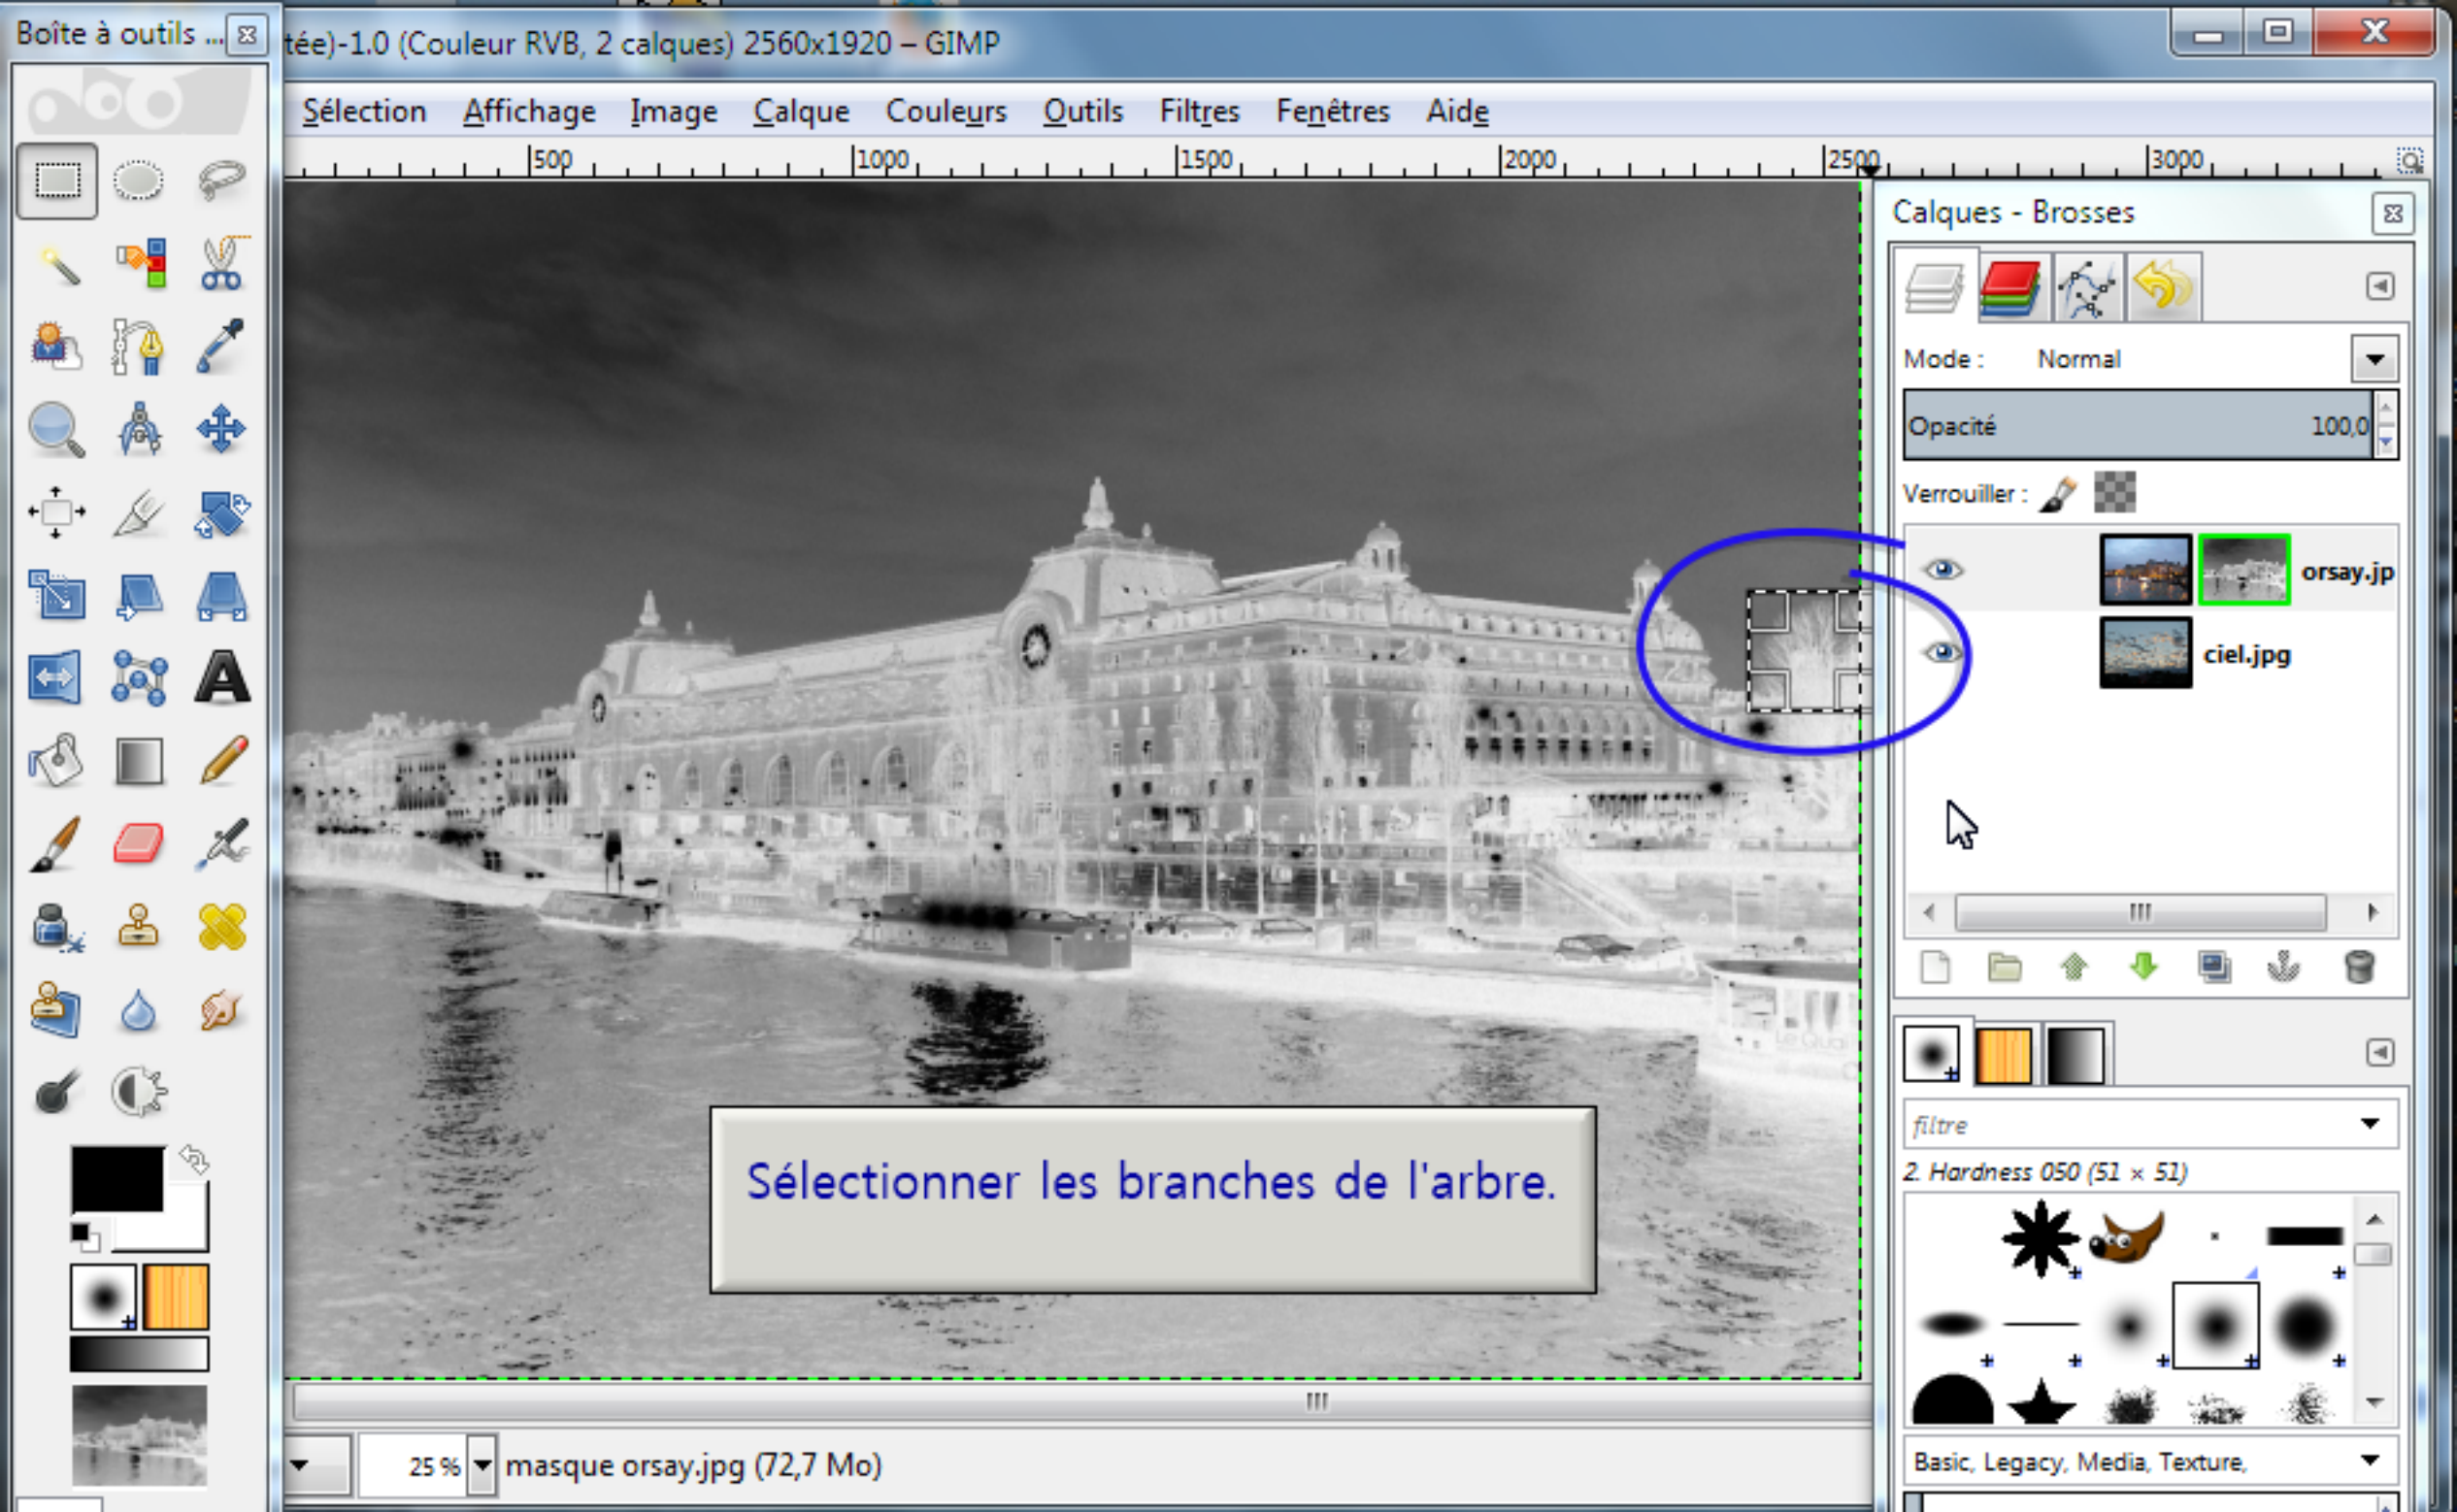 Boîte à outils ...
tée)-1.0 (Couleur RVB, 2 calques) 2560x1920 – GIMP
Sélection Affichage Image Calque Couleurs Outils Filtres Fenêtres Aide
500 1000 1500 2000 2500 3000
Calques - Brosses
Mode : Normal
Opacité 100,0
Verrouiller :
orsay.jp
ciel.jpg
Le Quai
filtre
2. Hardness 050 (51 × 51)
Sélectionner les branches de l'arbre.
Basic, Legacy, Media, Texture,
25 % masque orsay.jpg (72,7 Mo)